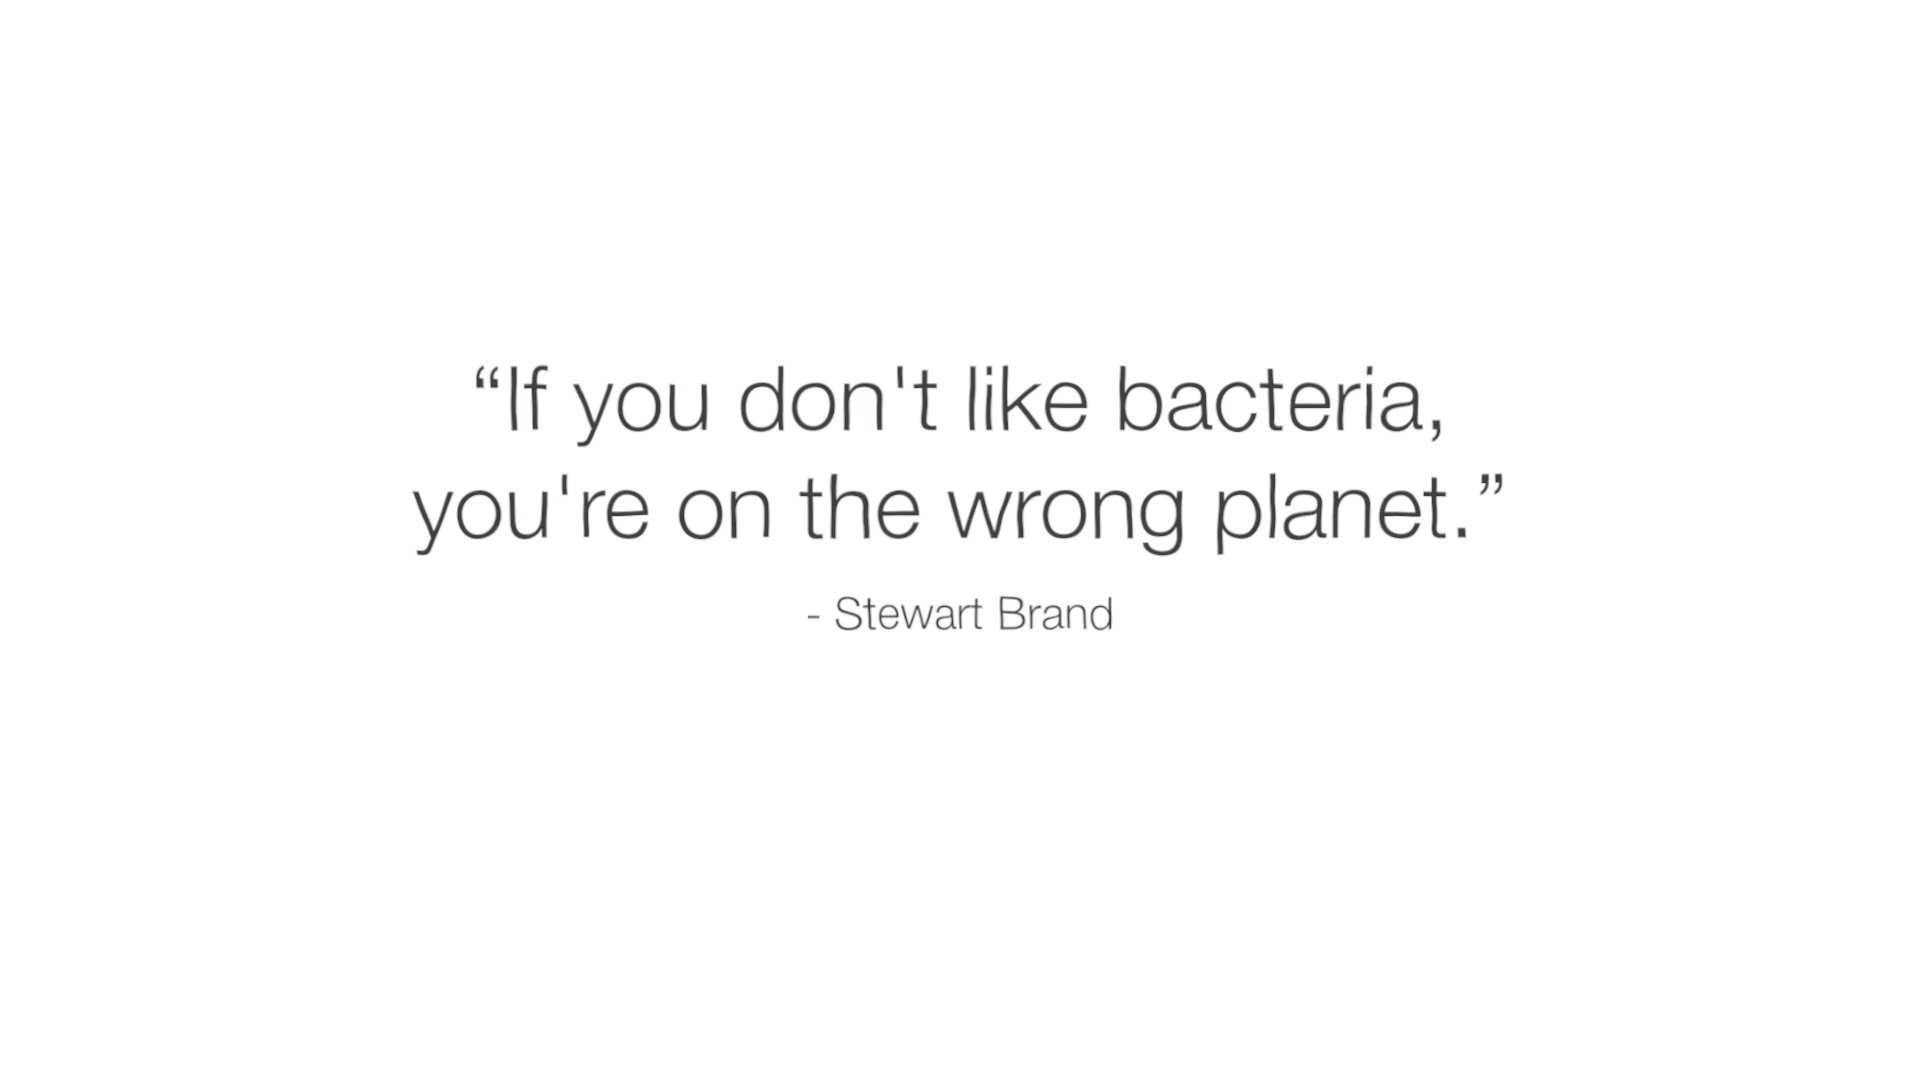 “If you don't like bacteria,
you're on the wrong planet.”
- Stewart Brand